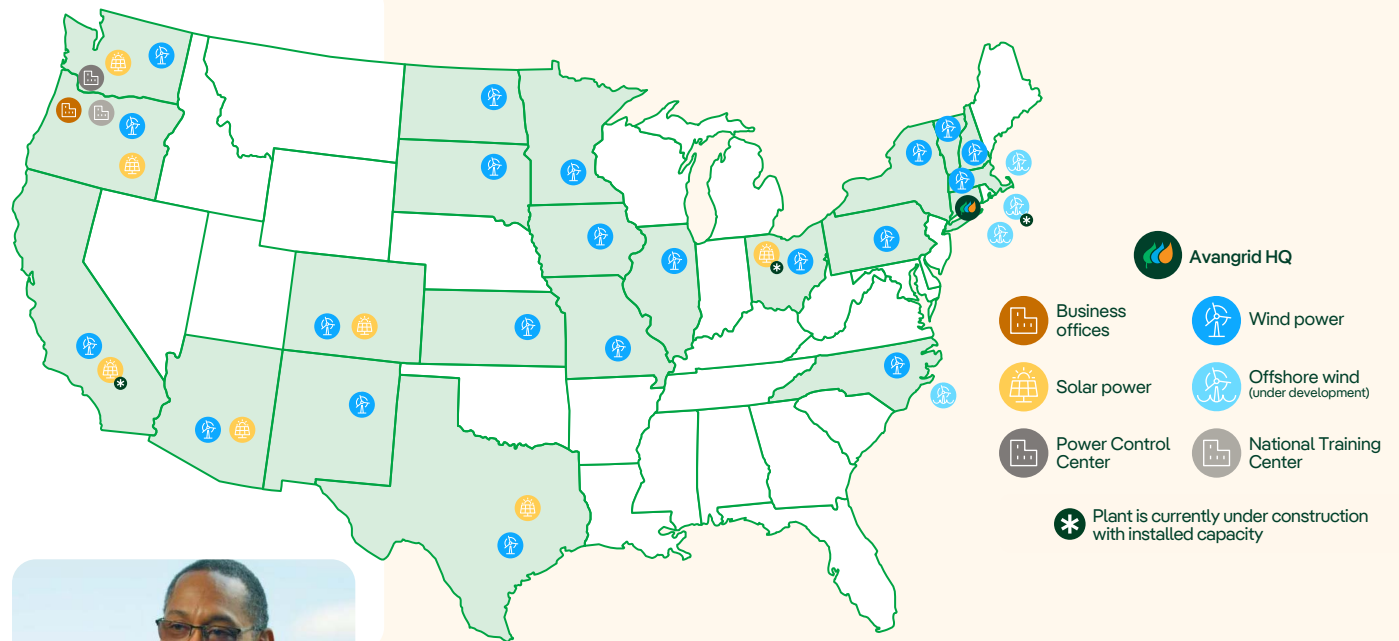 Avangrid HQ
Business
offices
Wind power
Solar power
Offshore wind
(under development)
Power Control
Center
National Training
Center
Plant is currently under construction
with installed capacity